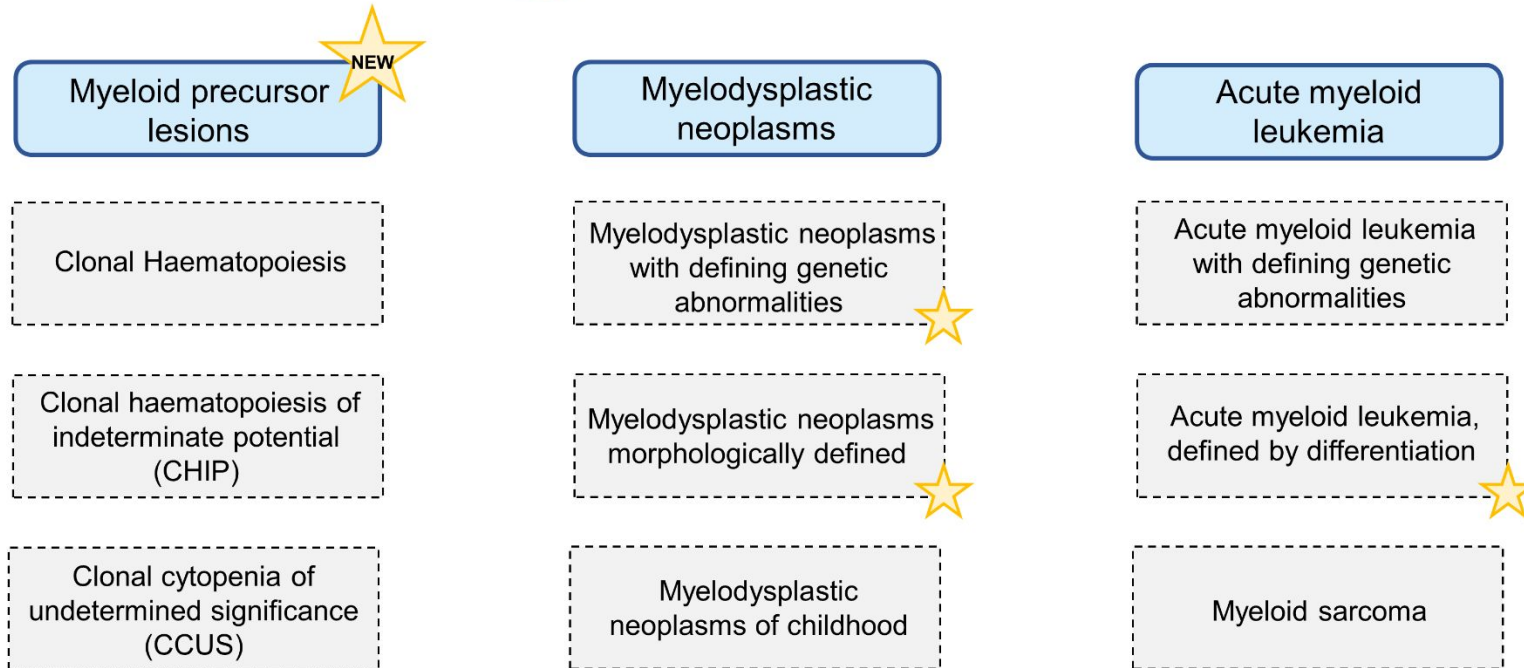 NEW
Myeloid precursor
lesions
Clonal Haematopoiesis
Clonal haematopoiesis of
indeterminate potential
(CHIP)
Clonal cytopenia of
undetermined significance
(CCUS)
Myelodysplastic
neoplasms
Myelodysplastic neoplasms
with defining genetic
abnormalities
Myelodysplastic neoplasms
morphologically defined
Myelodysplastic
neoplasms of childhood
Acute myeloid
leukemia
Acute myeloid leukemia
with defining genetic
abnormalities
Acute myeloid leukemia,
defined by differentiation
Myeloid sarcoma